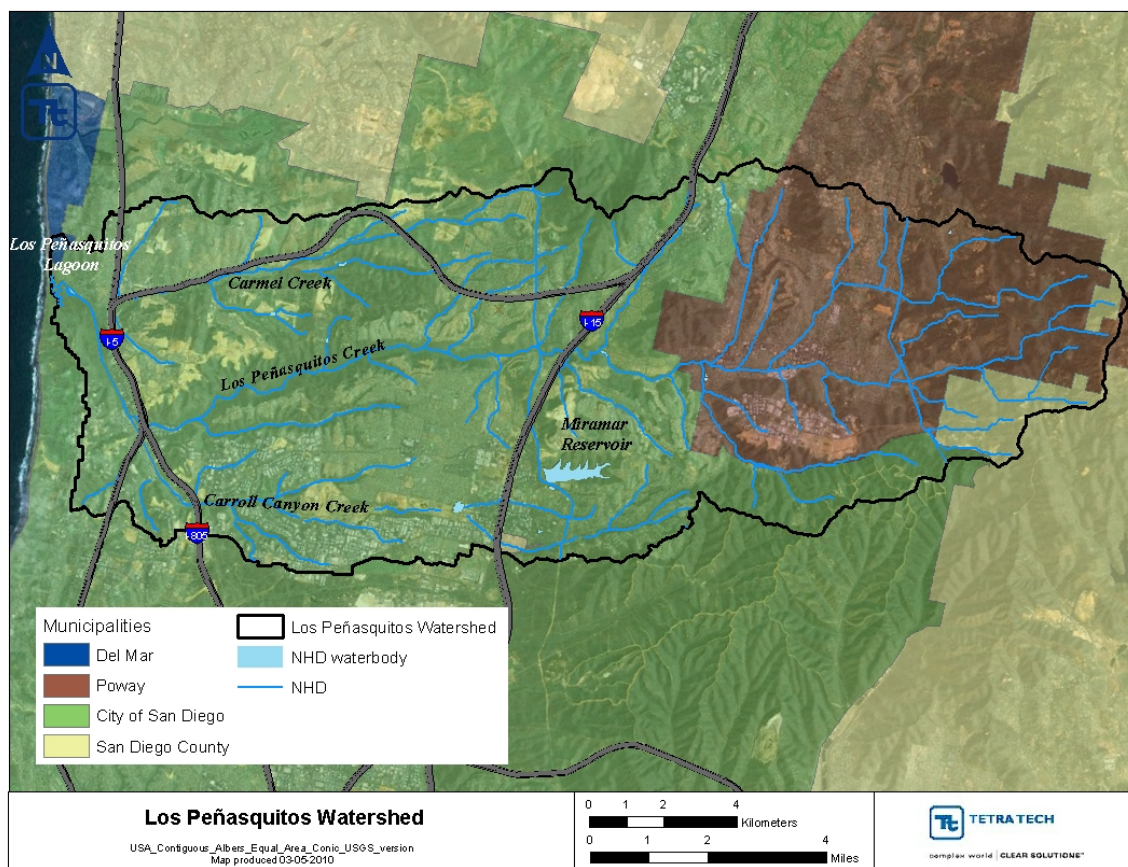 N
Tt
Los Peñasquitos
Lagoon
Carmel Creek
I-5
I-15
Los Peñasquitos Creek
Miramar
Reservoir
Carroll Canyon Creek
I-805
Municipalities
Del Mar
Poway
City of San Diego
San Diego County
Los Peñasquitos Watershed
NHD waterbody
NHD
Los Peñasquitos Watershed
USA_Contiguous_Albers_Equal_Area_Conic_USGS_version
Map produced 03-05-2010
0 1 2 4
Kilometers
0 1 2 4
Miles
Tt TETRA TECH
complex world | CLEAR SOLUTIONS™